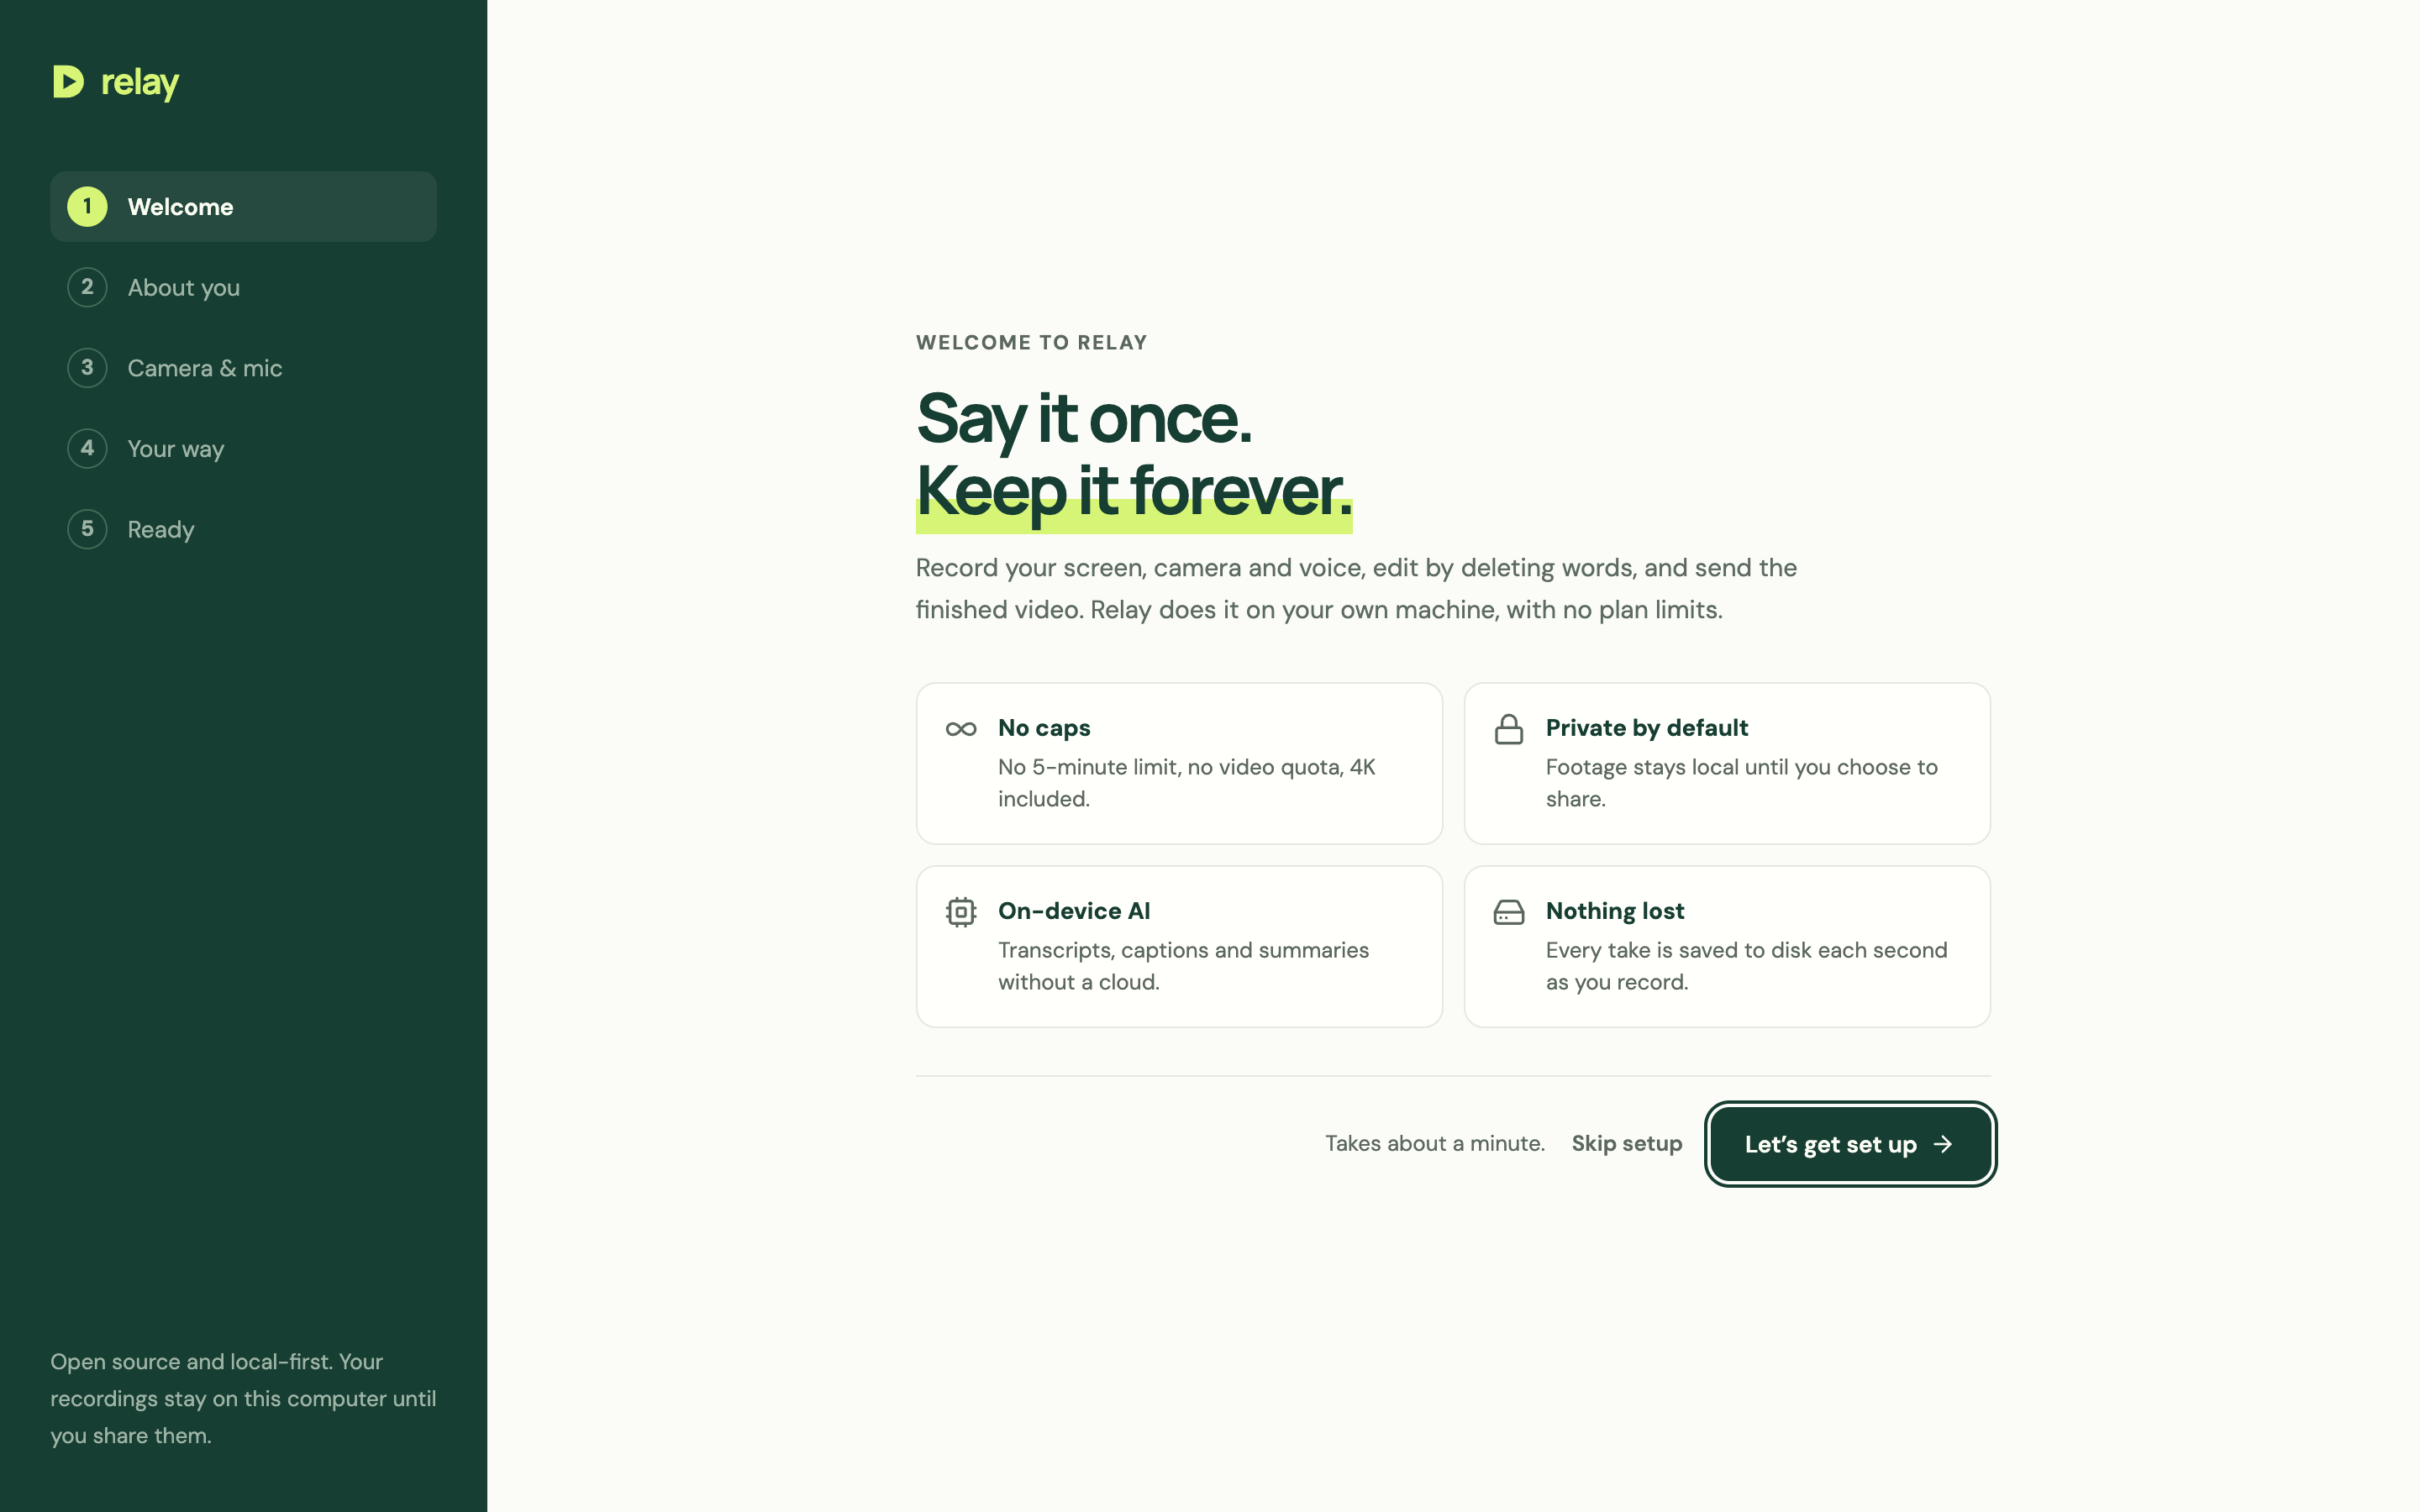 relay
1 Welcome
2 About you
3 Camera & mic
4 Your way
5 Ready
Open source and local-first. Your
recordings stay on this computer until
you share them.
WELCOME TO RELAY
Say it once.
Keep it forever.
Record your screen, camera and voice, edit by deleting words, and send the
finished video. Relay does it on your own machine, with no plan limits.
No caps
No 5-minute limit, no video quota, 4K
included.
Private by default
Footage stays local until you choose to
share.
On-device AI
Transcripts, captions and summaries
without a cloud.
Nothing lost
Every take is saved to disk each second
as you record.
Takes about a minute. Skip setup Let’s get set up →